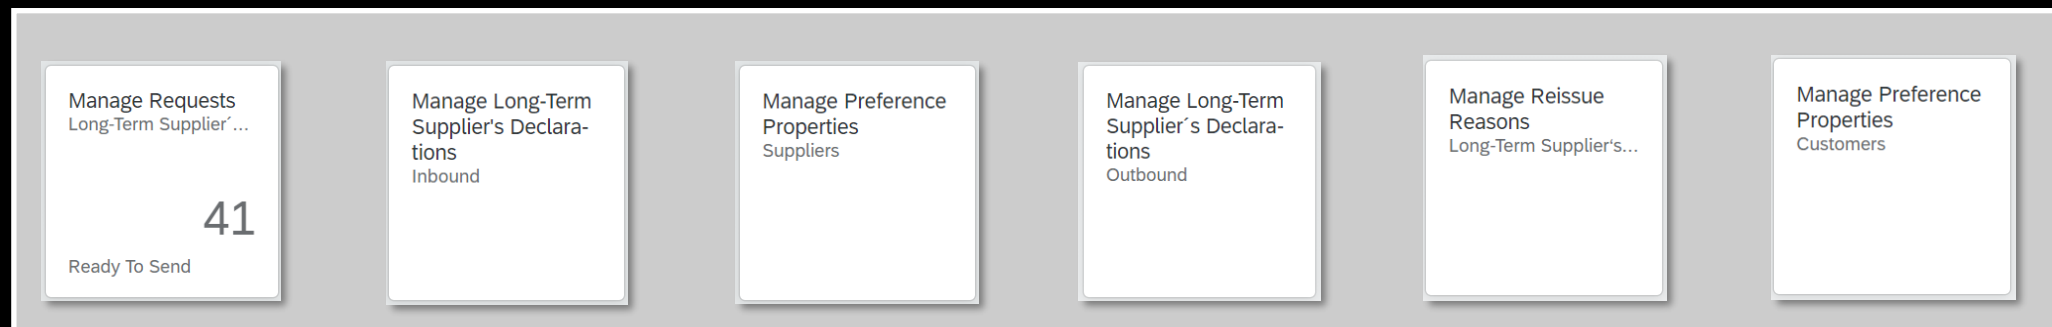 Manage Requests
Long-Term Supplier´...
41
Ready To Send
Manage Long-Term
Supplier's Declara-
tions
Inbound
Manage Preference
Properties
Suppliers
Manage Long-Term
Supplier´s Declara-
tions
Outbound
Manage Reissue
Reasons
Long-Term Supplier's...
Manage Preference
Properties
Customers